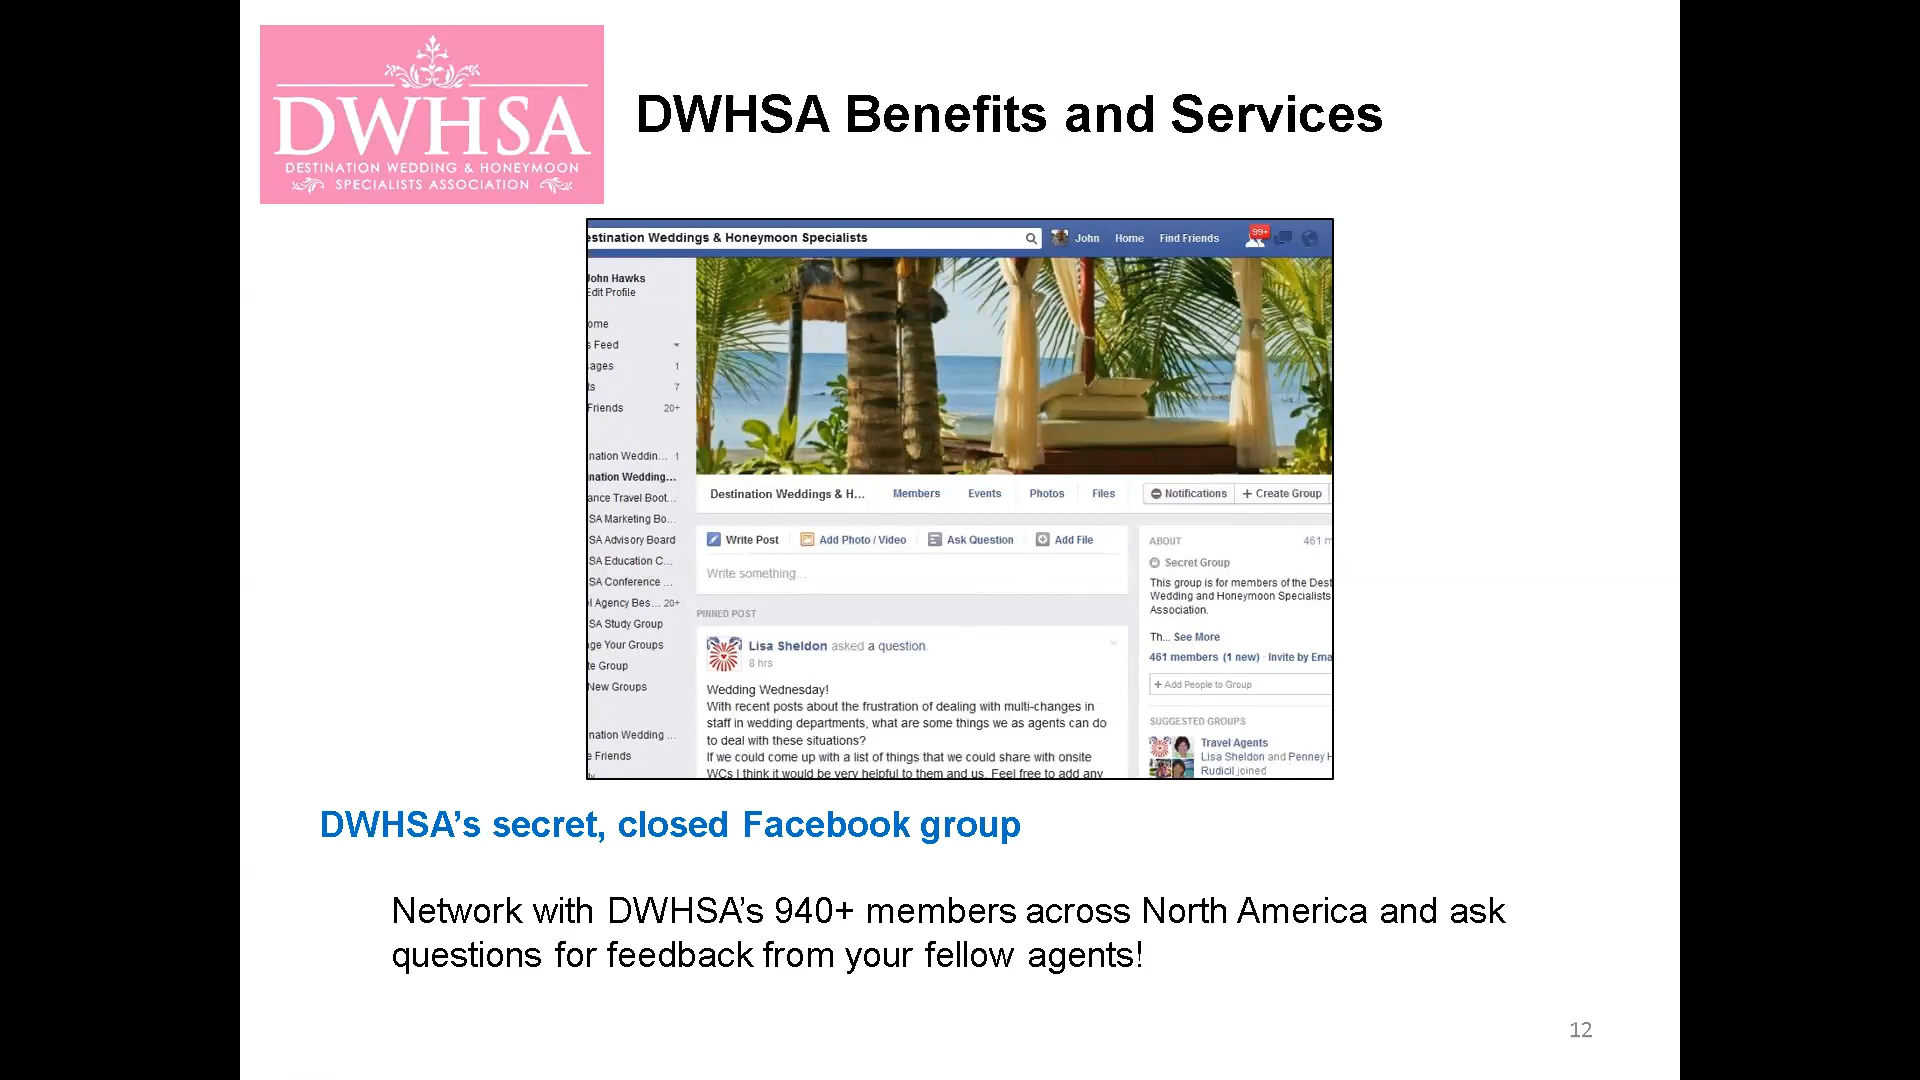 DWHSA
DESTINATION WEDDING & HONEYMOON
SPECIALISTS ASSOCIATION
DWHSA Benefits and Services
estination Weddings & Honeymoon Specialists
John Home Find Friends 99+
John Hawks
Edit Profile
ome
s Feed
ages 1
ts 7
Friends 20+
nation Weddin... 1
nation Wedding...
ance Travel Boot...
SA Marketing Bo...
SA Advisory Board
SA Education C...
SA Conference ...
l Agency Bes... 20+
SA Study Group
ge Your Groups
te Group
New Groups
nation Wedding ...
e Friends
Destination Weddings & H... Members Events Photos Files Notifications + Create Group
Write Post Add Photo / Video Ask Question Add File
Write something...
PINNED POST
Lisa Sheldon asked a question.
8 hrs
Wedding Wednesday!
With recent posts about the frustration of dealing with multi-changes in
staff in wedding departments, what are some things we as agents can do
to deal with these situations?
If we could come up with a list of things that we could share with onsite
WCs I think it would be very helpful to them and us. Feel free to add any
ABOUT 461 m
Secret Group
This group is for members of the Dest
Wedding and Honeymoon Specialists
Association.
Th... See More
461 members (1 new) · Invite by Ema
+ Add People to Group
SUGGESTED GROUPS
Travel Agents
Lisa Sheldon and Penney H
Rudicil joined
DWHSA’s secret, closed Facebook group
Network with DWHSA’s 940+ members across North America and ask
questions for feedback from your fellow agents!
12